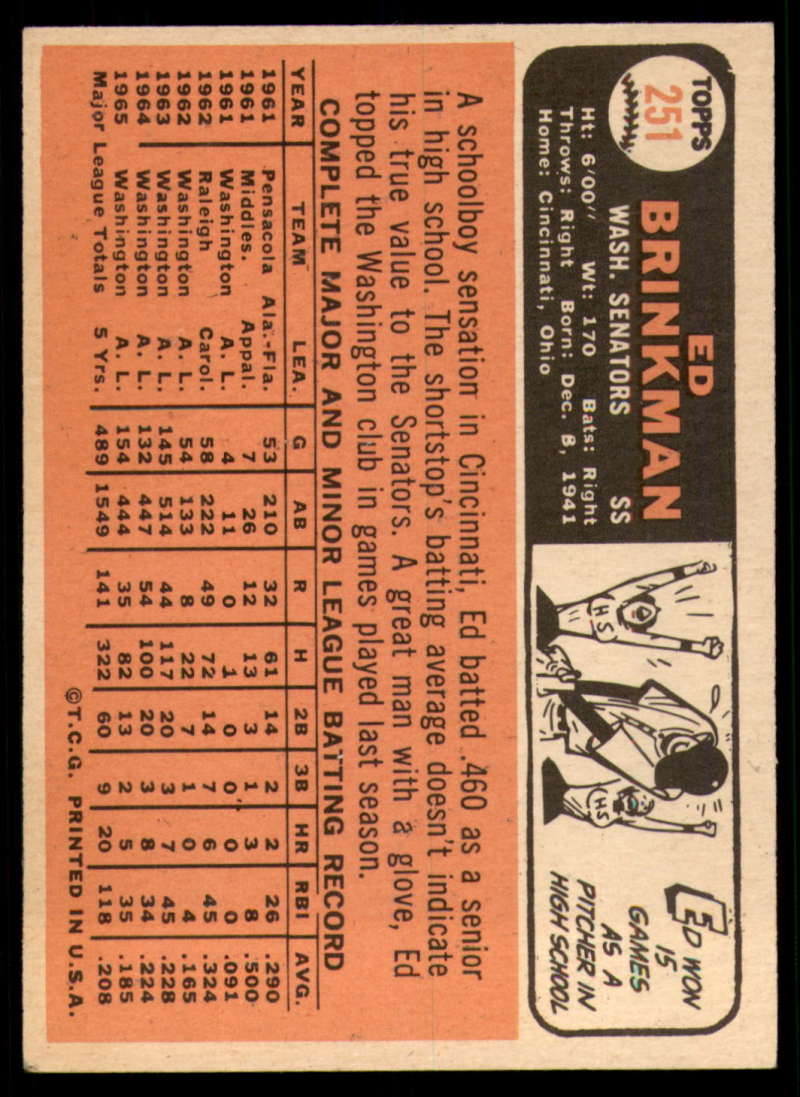 TOPPS
251
ED
BRINKMAN
WASH. SENATORS SS
Ht: 6'00" Wt: 170 Bats: Right
Throws: Right Born: Dec. 8, 1941
Home: Cincinnati, Ohio
HS
HS
ED WON
15
GAMES
AS A
PITCHER IN
HIGH SCHOOL
A schoolboy sensation in Cincinnati, Ed batted .460 as a senior
in high school. The shortstop's batting average doesn't indicate
his true value to the Senators. A great man with a glove, Ed
topped the Washington club in games played last season.
COMPLETE MAJOR AND MINOR LEAGUE BATTING RECORD
YEAR TEAM LEA. G AB R H 2B 3B HR RBI AVG.
1961 Pensacola Ala.-Fla. 53 210 32 61 14 2 2 26 .290
1961 Middles. Appal. 7 26 12 13 3 1 3 8 .500
1961 Washington A. L. 4 11 0 1 0 0 0 0 .091
1962 Raleigh Carol. 58 222 49 72 14 7 6 45 .324
1962 Washington A. L. 54 133 8 22 7 1 0 4 .165
1963 Washington A. L. 145 514 44 117 20 3 7 45 .228
1964 Washington A. L. 132 447 54 100 20 3 8 34 .224
1965 Washington A. L. 154 444 35 82 13 2 5 35 .185
Major League Totals 5 Yrs. 489 1549 141 322 60 9 20 118 .208
©T.C.G. PRINTED IN U.S.A.